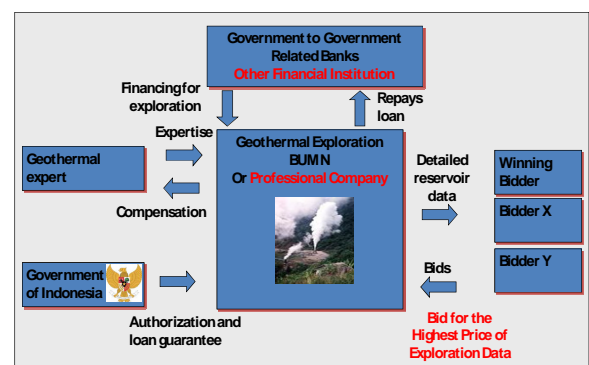 Government to Government
Related Banks
Other Financial Institution
Financing for
exploration
Repays
loan
Expertise
Geothermal
expert
Compensation
Geothermal Exploration
BUMN
Or Professional Company
Detailed
reservoir
data
Winning
Bidder
Bidder X
Bidder Y
Bids
Government
of Indonesia
Authorization and
loan guarantee
Bid for the
Highest Price of
Exploration Data